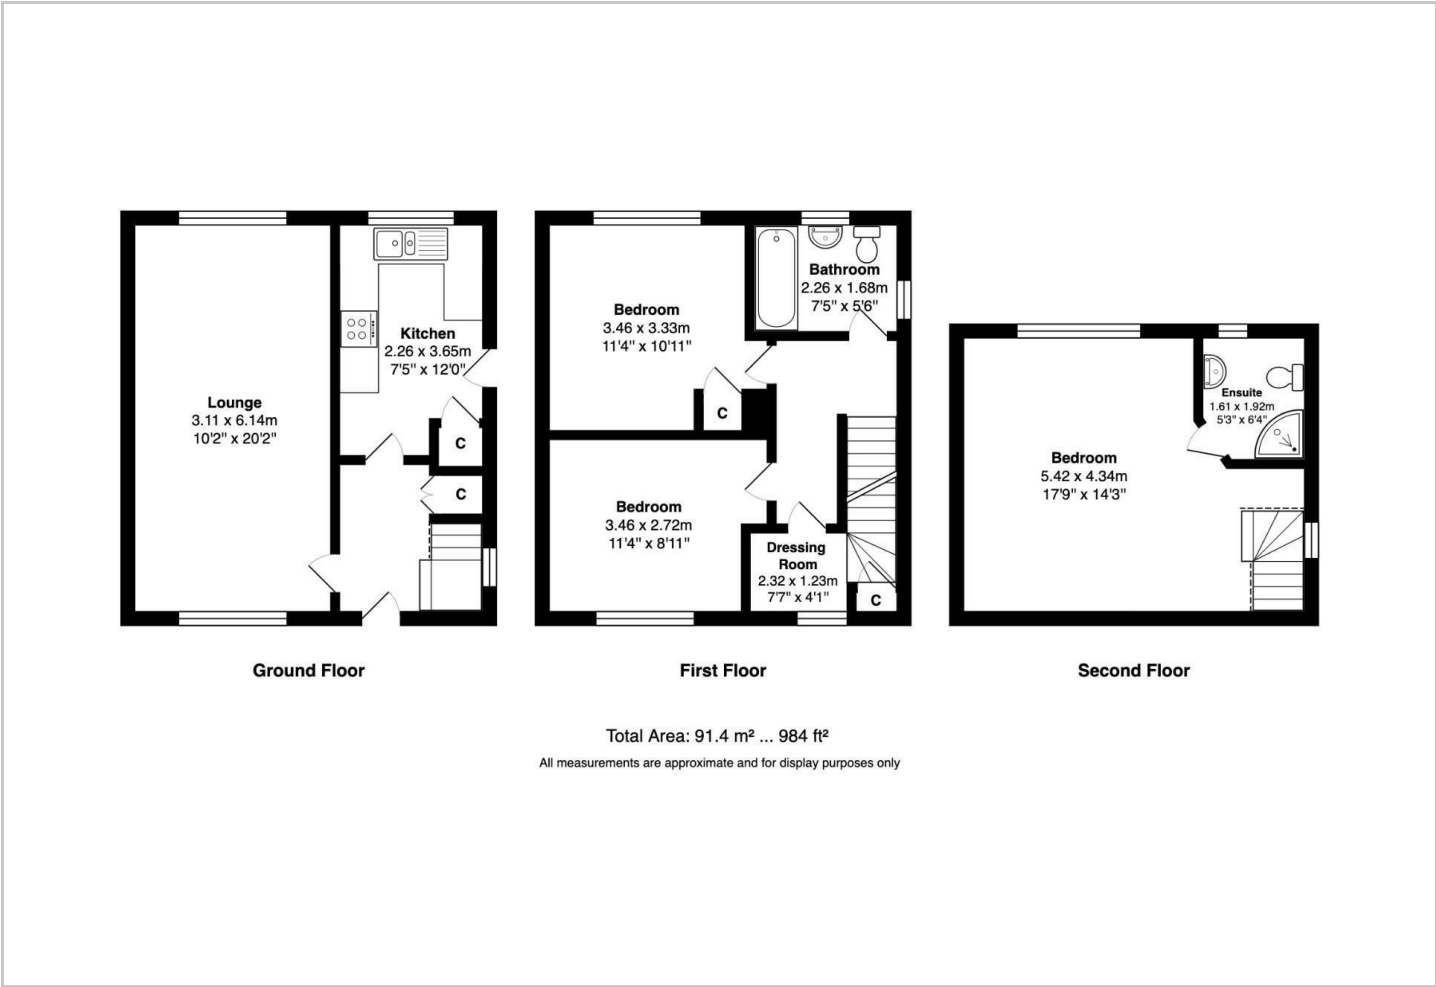 Lounge
3.11 x 6.14m
10'2" x 20'2"
Kitchen
2.26 x 3.65m
7'5" x 12'0"
C
C
Ground Floor
Bedroom
3.46 x 3.33m
11'4" x 10'11"
C
Bathroom
2.26 x 1.68m
7'5" x 5'6"
Bedroom
3.46 x 2.72m
11'4" x 8'11"
Dressing
Room
2.32 x 1.23m
7'7" x 4'1"
C
First Floor
Bedroom
5.42 x 4.34m
17'9" x 14'3"
Ensuite
1.61 x 1.92m
5'3" x 6'4"
Second Floor
Total Area: 91.4 m² ... 984 ft²
All measurements are approximate and for display purposes only